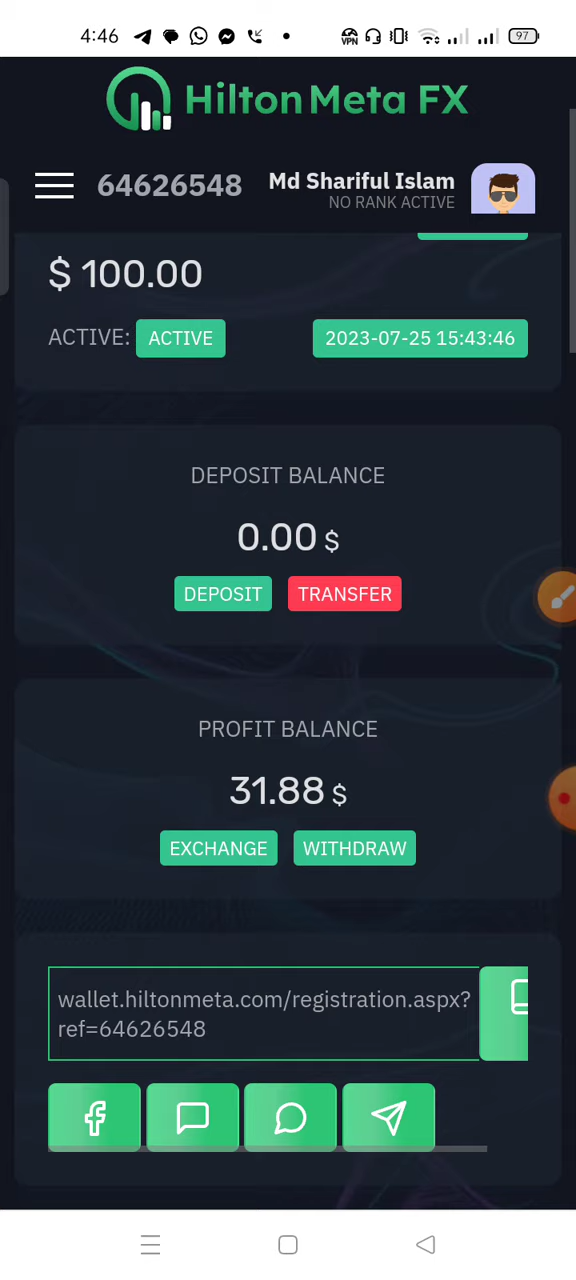 4:46
VPN
97
Hilton Meta FX
64626548
Md Shariful Islam
NO RANK ACTIVE
$ 100.00
ACTIVE: ACTIVE
2023-07-25 15:43:46
DEPOSIT BALANCE
0.00 $
DEPOSIT
TRANSFER
PROFIT BALANCE
31.88 $
EXCHANGE
WITHDRAW
wallet.hiltonmeta.com/registration.aspx?
ref=64626548